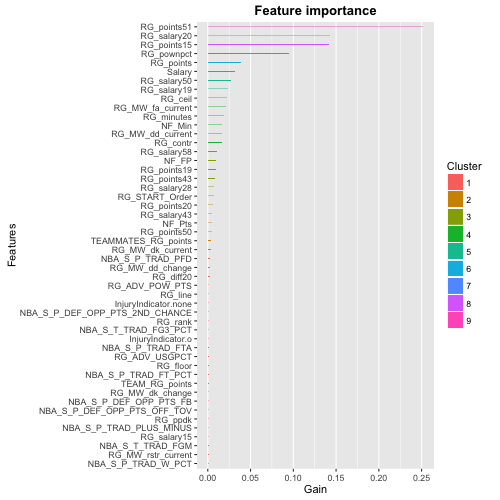 Feature importance
RG_points51
RG_salary20
RG_points15
RG_pownpct
RG_points
Salary
RG_salary50
RG_salary19
RG_ceil
RG_MW_fa_current
RG_minutes
NF_Min
RG_MW_dd_current
RG_contr
RG_salary58
NF_FP
RG_points19
RG_points43
RG_salary28
RG_START_Order
RG_points20
RG_salary43
NF_Pts
RG_points50
TEAMMATES_RG_points
RG_MW_dk_current
NBA_S_P_TRAD_PFD
RG_MW_dd_change
RG_diff20
RG_ADV_POW_PTS
RG_line
InjuryIndicator.none
NBA_S_P_DEF_OPP_PTS_2ND_CHANCE
RG_rank
NBA_S_T_TRAD_FG3_PCT
InjuryIndicator.o
NBA_S_P_TRAD_FTA
RG_ADV_USGPCT
RG_floor
NBA_S_P_TRAD_FT_PCT
TEAM_RG_points
RG_MW_dk_change
NBA_S_P_DEF_OPP_PTS_FB
NBA_S_P_DEF_OPP_PTS_OFF_TOV
RG_ppdk
NBA_S_P_TRAD_PLUS_MINUS
RG_salary15
NBA_S_T_TRAD_FGM
RG_MW_rstr_current
NBA_S_P_TRAD_W_PCT
Features
0.00 0.05 0.10 0.15 0.20 0.25
Gain
Cluster
1
2
3
4
5
6
7
8
9